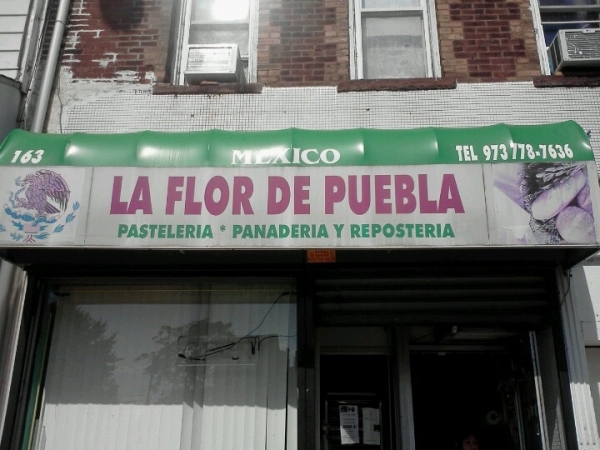 163 MEXICO TEL 973 778-7636
LA FLOR DE PUEBLA
PASTELERIA * PANADERIA Y REPOSTERIA